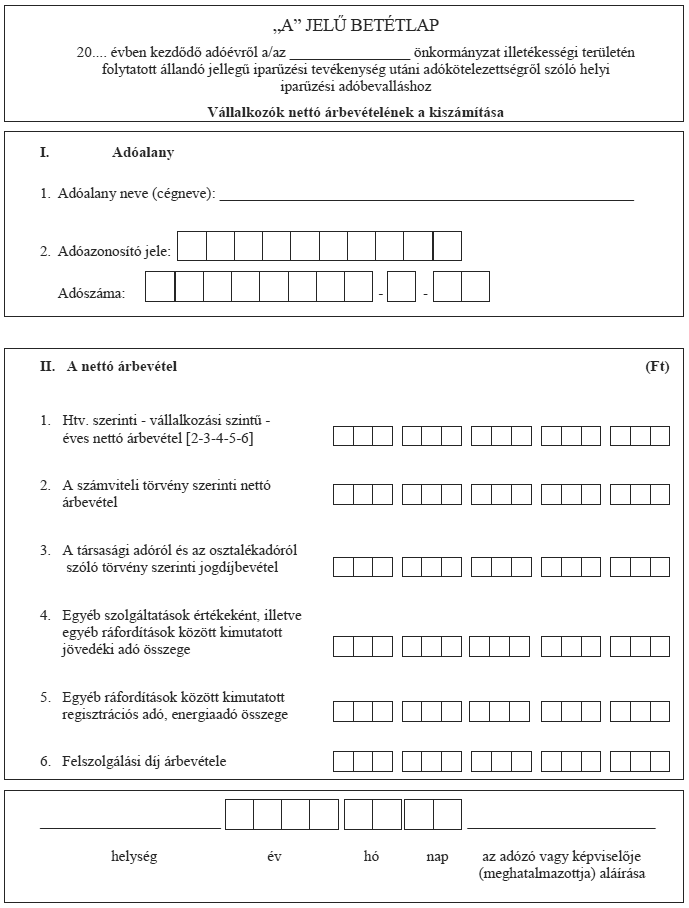 „A” JELŰ BETÉTLAP
20.... évben kezdődő adóévről a/az ________________ önkormányzat illetékességi területén
folytatott állandó jellegű iparűzési tevékenység utáni adókötelezettségről szóló helyi
iparűzési adóbevalláshoz
Vállalkozók nettó árbevételének a kiszámítása
I. Adóalany
1. Adóalany neve (cégneve): ________________
2. Adóazonosító jele:
Adószáma: - -
II. A nettó árbevétel (Ft)
1. Htv. szerinti - vállalkozási szintű -
éves nettó árbevétel [2-3-4-5-6]
2. A számviteli törvény szerinti nettó
árbevétel
3. A társasági adóról és az osztalékadóról
szóló törvény szerinti jogdíjbevétel
4. Egyéb szolgáltatások értékeként, illetve
egyéb ráfordítások között kimutatott
jövedéki adó összege
5. Egyéb ráfordítások között kimutatott
regisztrációs adó, energiaadó összege
6. Felszolgálási díj árbevétele
helység év hó nap az adózó vagy képviselője
(meghatalmazottja) aláírása